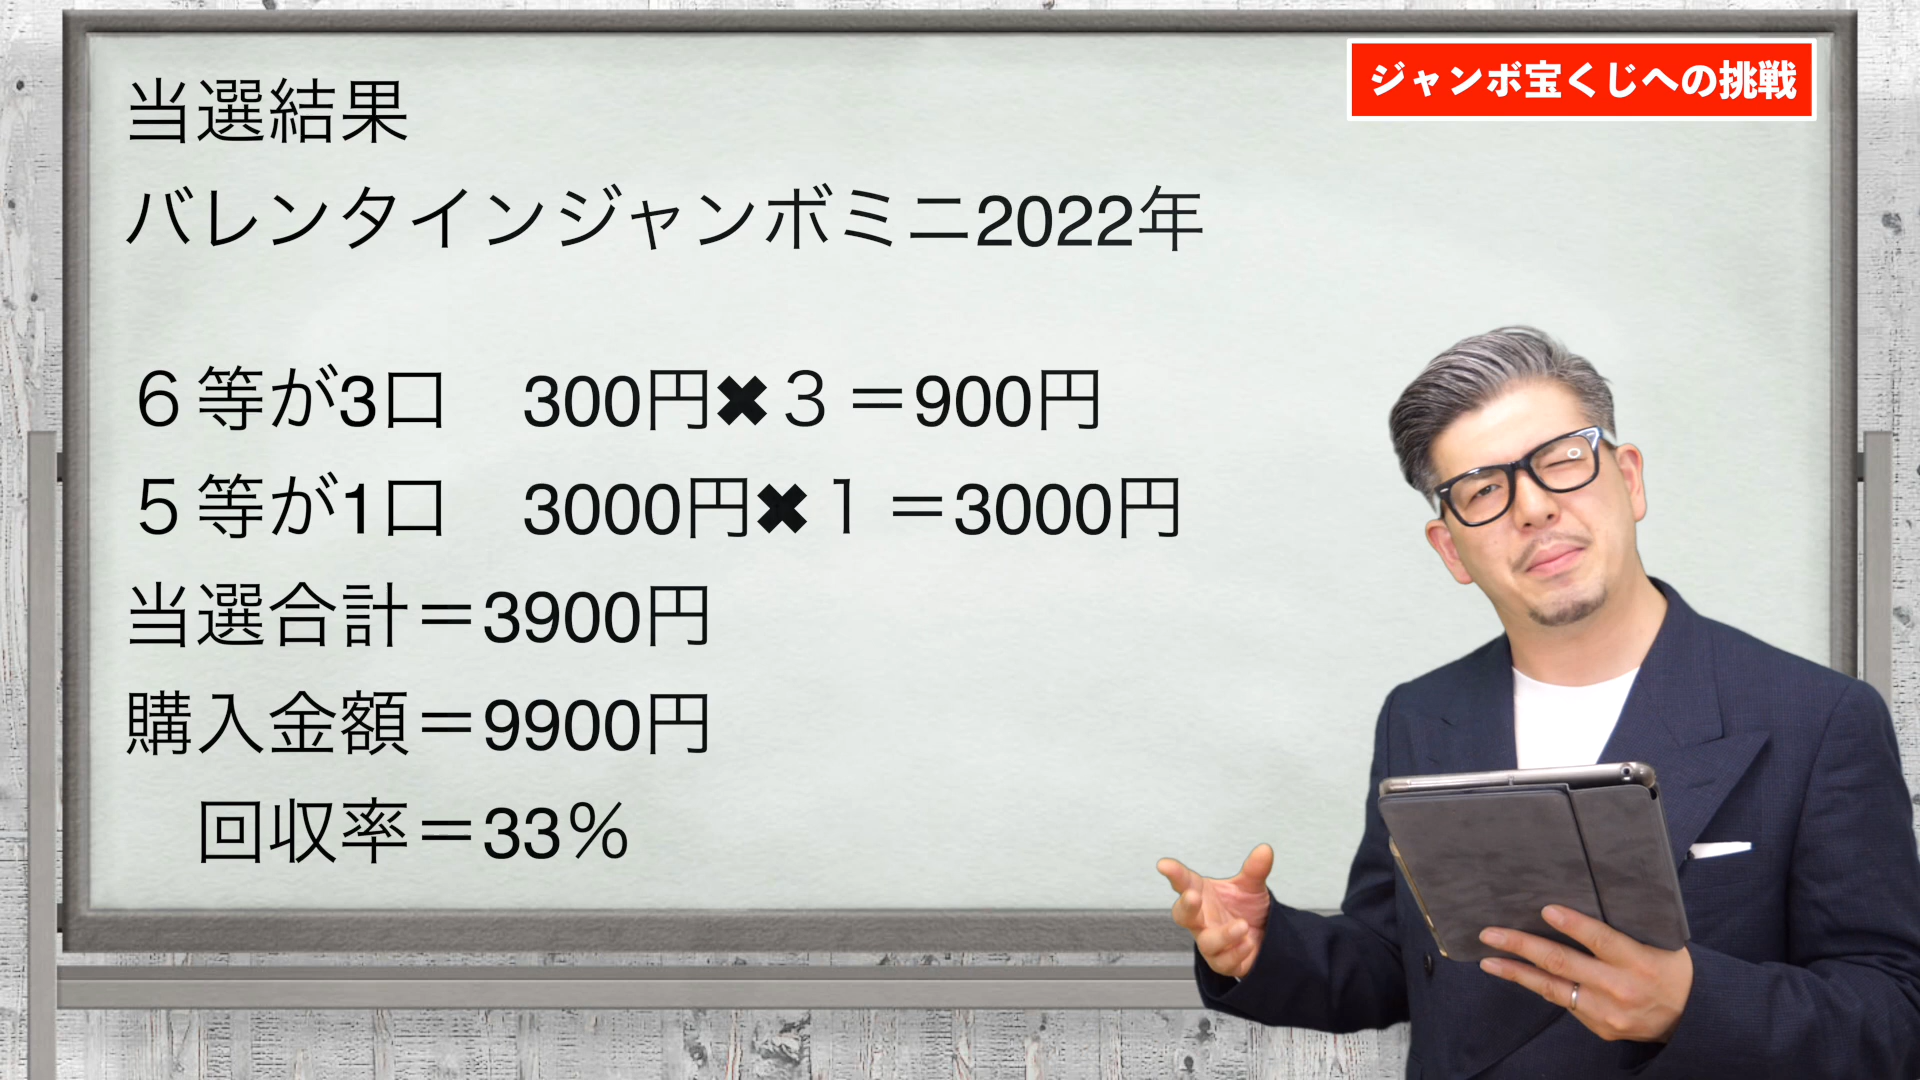 ジャンボ宝くじへの挑戦
当選結果
バレンタインジャンボミニ2022年
６等が3口　300円✖３＝900円
５等が1口　3000円✖１＝3000円
当選合計＝3900円
購入金額＝9900円
　回収率＝33％